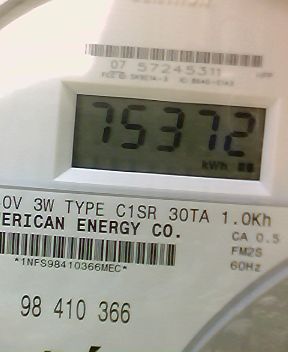 07 57245311
75372
kWh
0V 3W TYPE C1SR 30TA 1.0Kh
ERICAN ENERGY CO.
CA 0.5
FM2S
60Hz
*1NFS98410366MEC*
98 410 366